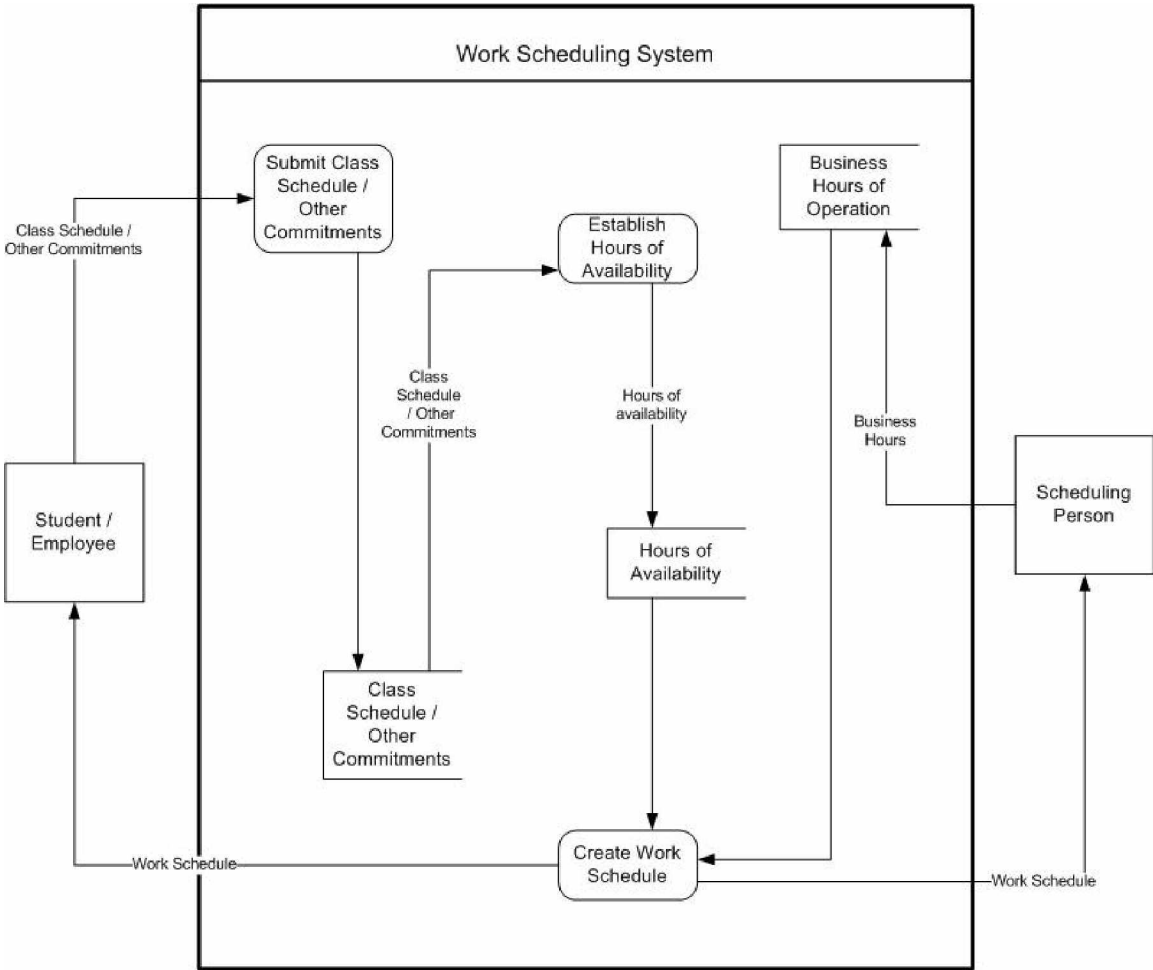 Work Scheduling System
Submit Class
Schedule /
Other
Commitments
Business
Hours of
Operation
Class Schedule /
Other Commitments
Establish
Hours of
Availability
Class
Schedule
/ Other
Commitments
Hours of
availability
Business
Hours
Student /
Employee
Scheduling
Person
Hours of
Availability
Class
Schedule /
Other
Commitments
Create Work
Schedule
Work Schedule
Work Schedule